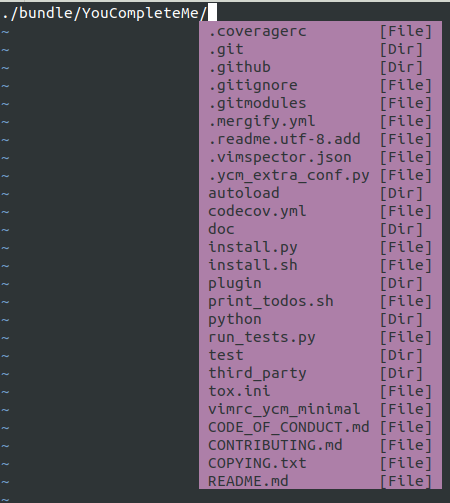 ./bundle/YouCompleteMe/
~ .coveragerc [File]
~ .git [Dir]
~ .github [Dir]
~ .gitignore [File]
~ .gitmodules [File]
~ .mergify.yml [File]
~ .readme.utf-8.add [File]
~ .vimspector.json [File]
~ .ycm_extra_conf.py [File]
~ autoload [Dir]
~ codecov.yml [File]
~ doc [Dir]
~ install.py [File]
~ install.sh [File]
~ plugin [Dir]
~ print_todos.sh [File]
~ python [Dir]
~ run_tests.py [File]
~ test [Dir]
~ third_party [Dir]
~ tox.ini [File]
~ vimrc_ycm_minimal [File]
~ CODE_OF_CONDUCT.md [File]
~ CONTRIBUTING.md [File]
~ COPYING.txt [File]
~ README.md [File]
~